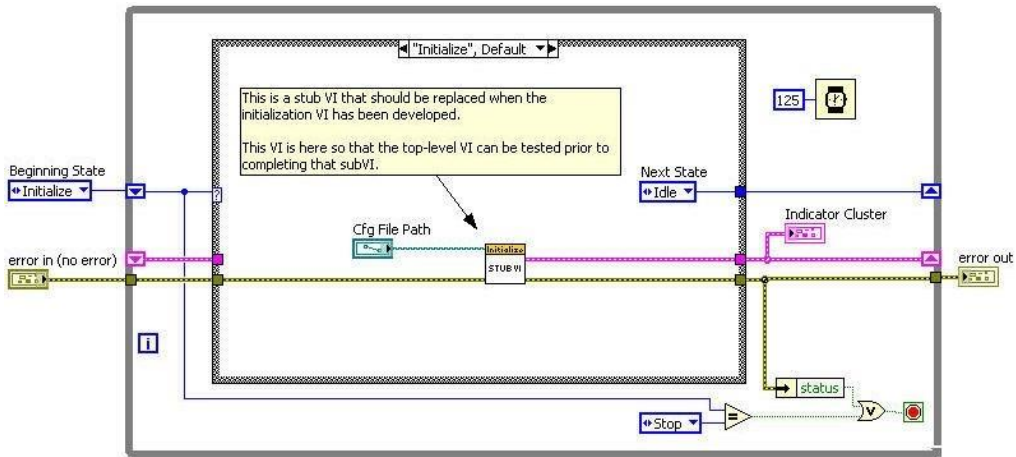 "Initialize", Default
This is a stub VI that should be replaced when the
initialization VI has been developed.
This VI is here so that the top-level VI can be tested prior to
completing that subVI.
125
Beginning State
Initialize
Next State
Idle
Cfg File Path
Indicator Cluster
Initialize
STUB VI
error in (no error)
error out
i
status
Stop